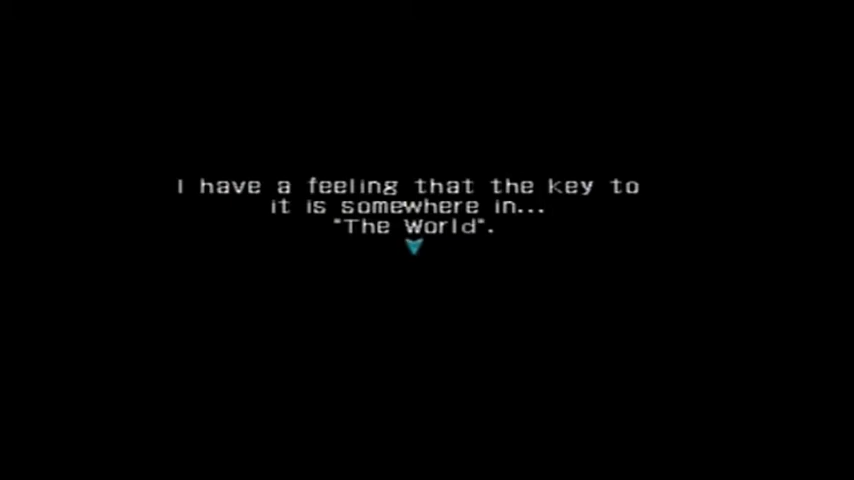 I have a feeling that the key to
it is somewhere in...
"The World".